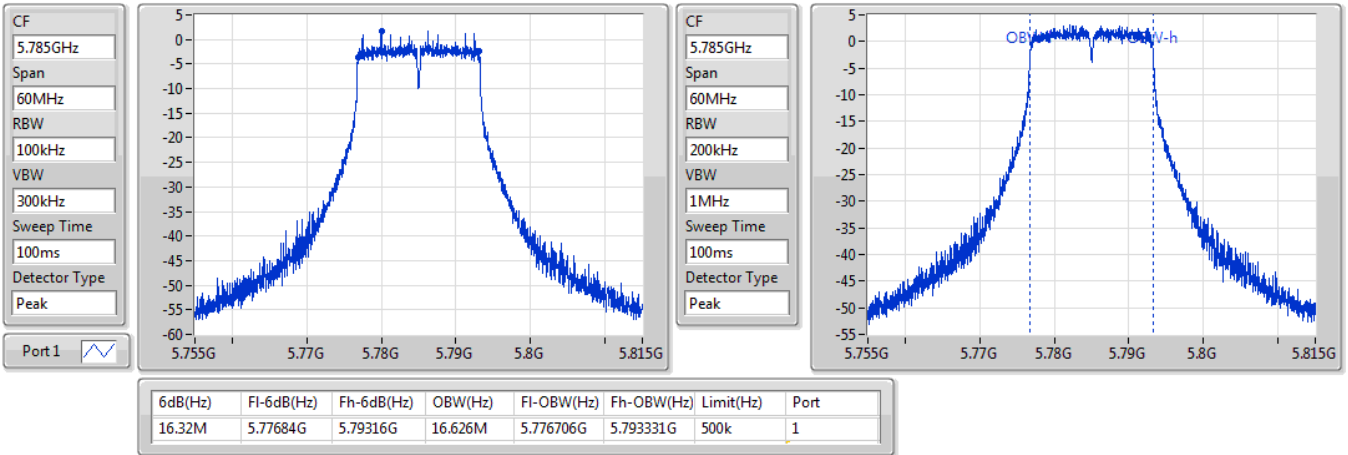 CF
5.785GHz
Span
60MHz
RBW
100kHz
VBW
300kHz
Sweep Time
100ms
Detector Type
Peak
Port 1
5
0
-5
-10
-15
-20
-25
-30
-35
-40
-45
-50
-55
-60
5.755G 5.77G 5.78G 5.79G 5.8G 5.815G
CF
5.785GHz
Span
60MHz
RBW
200kHz
VBW
1MHz
Sweep Time
100ms
Detector Type
Peak
5
0
-5
-10
-15
-20
-25
-30
-35
-40
-45
-50
-55
5.755G 5.77G 5.78G 5.79G 5.8G 5.815G
6dB(Hz) Fl-6dB(Hz) Fh-6dB(Hz) OBW(Hz) Fl-OBW(Hz) Fh-OBW(Hz) Limit(Hz) Port
16.32M 5.77684G 5.79316G 16.626M 5.776706G 5.793331G 500k 1